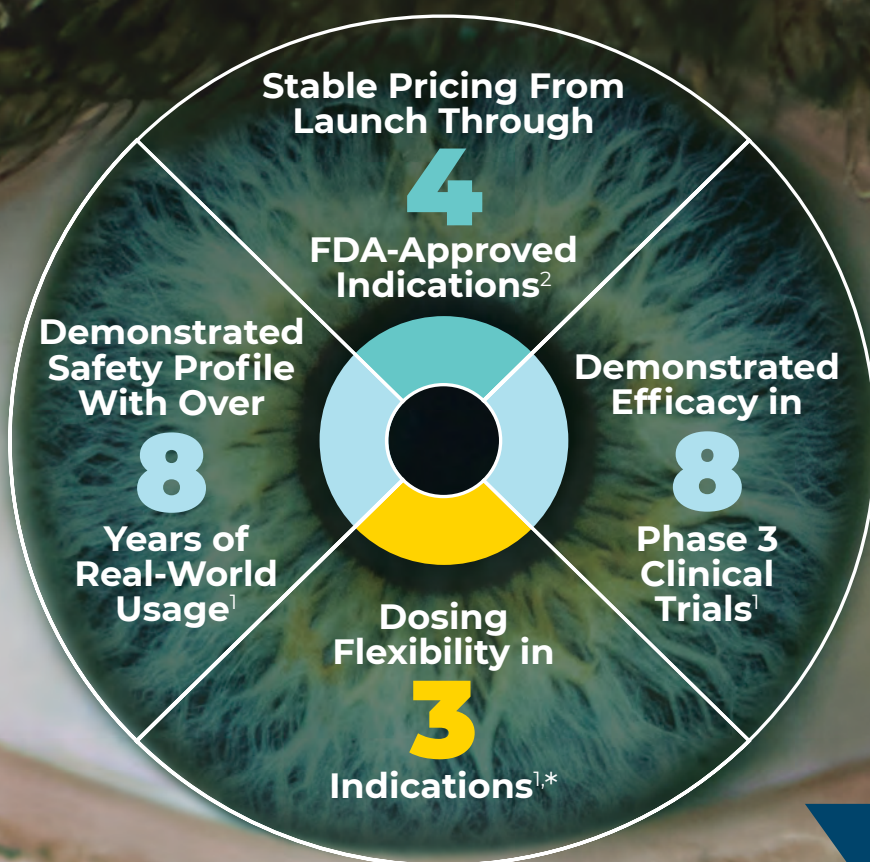 Stable Pricing From
Launch Through
4
FDA-Approved
Indications²
Demonstrated
Safety Profile
With Over
8
Years of
Real-World
Usage¹
Demonstrated
Efficacy in
8
Phase 3
Clinical
Trials¹
Dosing
Flexibility in
3
Indications¹,*